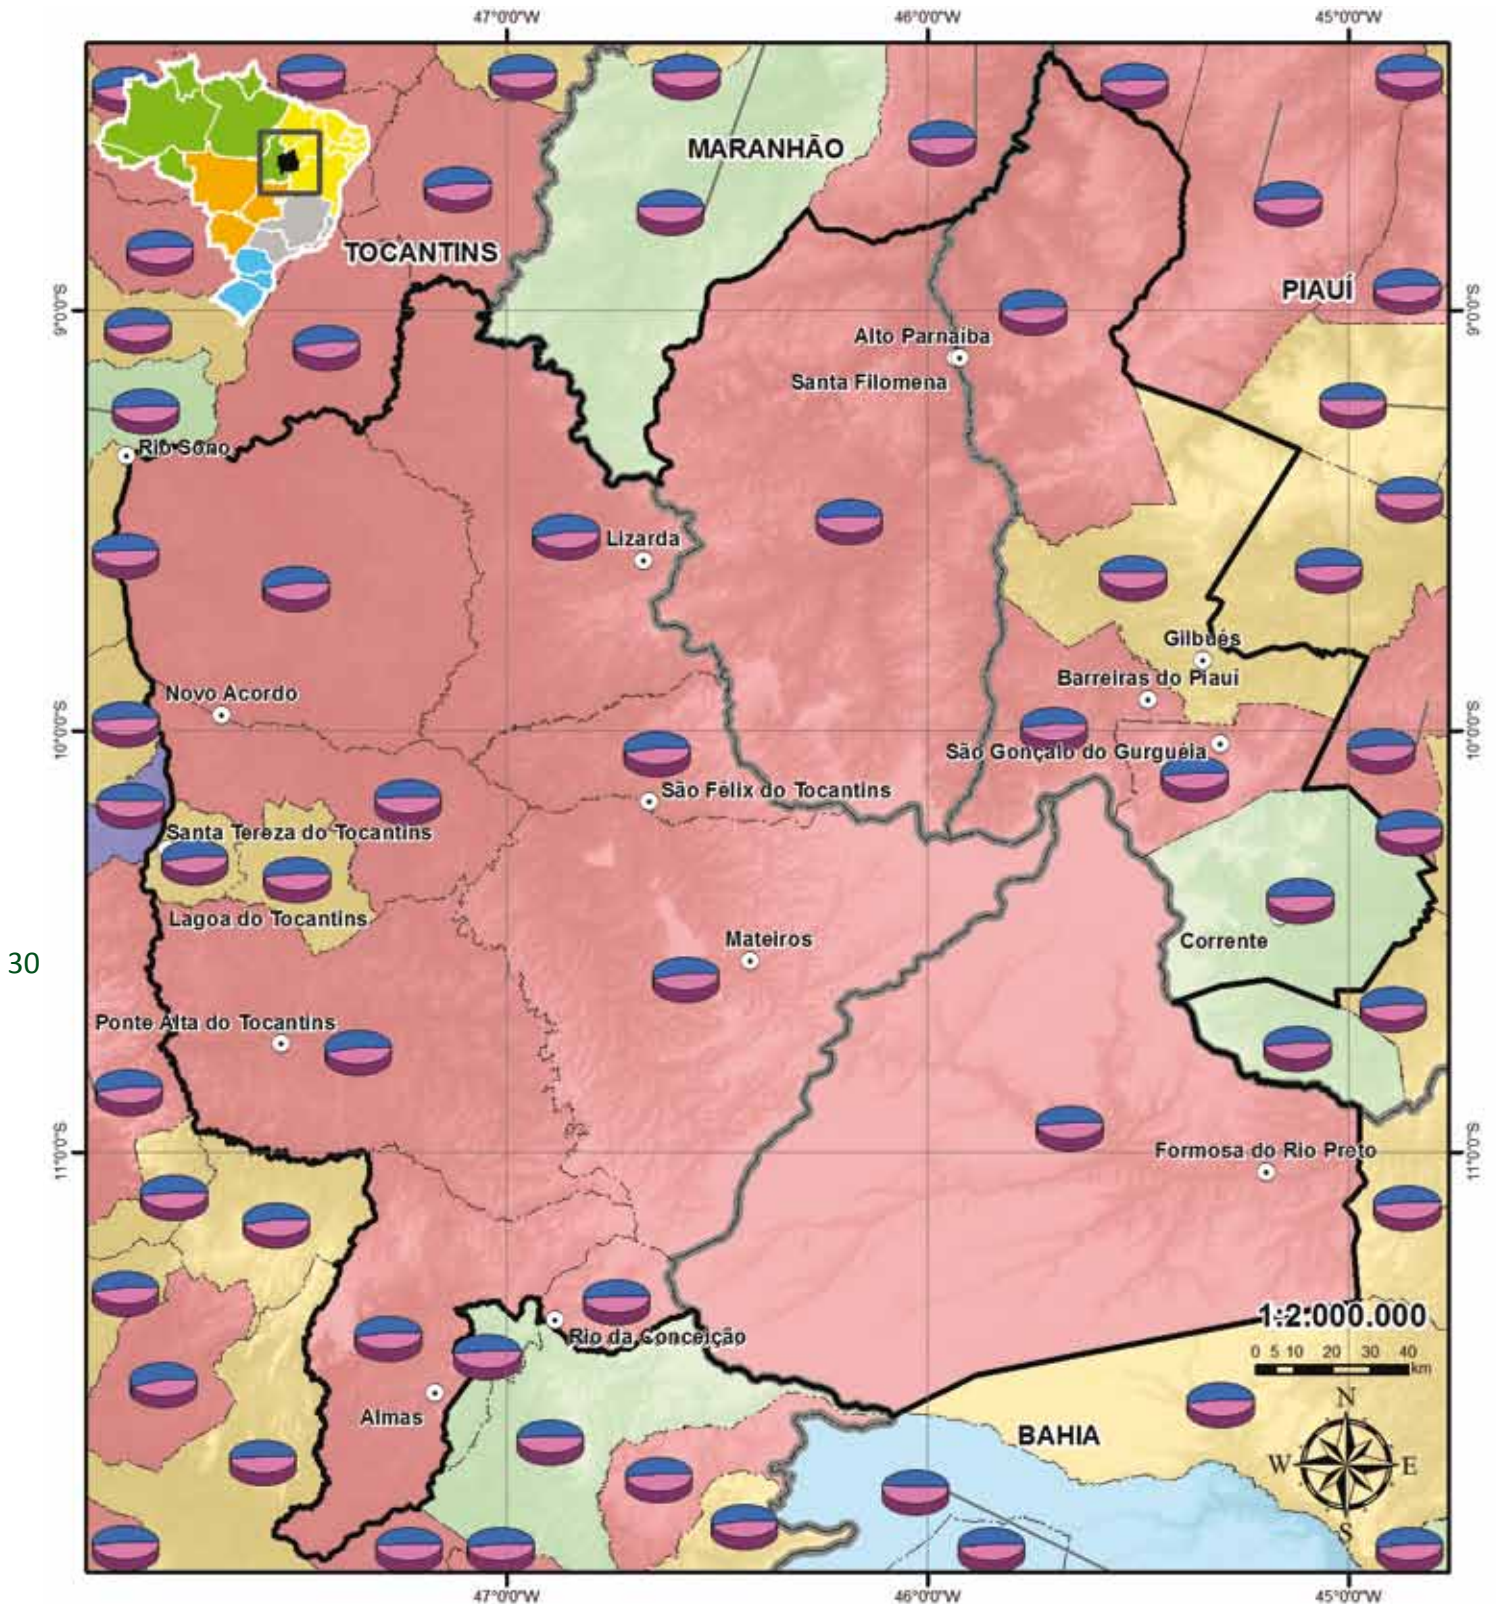 47°0'0"W
46°0'0"W
45°0'0"W
MARANHÃO
TOCANTINS
PIAUÍ
9°0'0"S
9°0'0"S
Alto Parnaíba
Santa Filomena
Rio Sono
Lizarda
Gilbués
Barreiras do Piauí
Novo Acordo
10°0'0"S
10°0'0"S
São Gonçalo do Gurguéia
São Félix do Tocantins
Santa Tereza do Tocantins
Lagoa do Tocantins
Mateiros
Corrente
30
Ponte Alta do Tocantins
11°0'0"S
11°0'0"S
Formosa do Rio Preto
1:2.000.000
Rio da Conceição
0 5 10 20 30 40
km
Almas
N
BAHIA
W
E
S
47°0'0"W
46°0'0"W
45°0'0"W